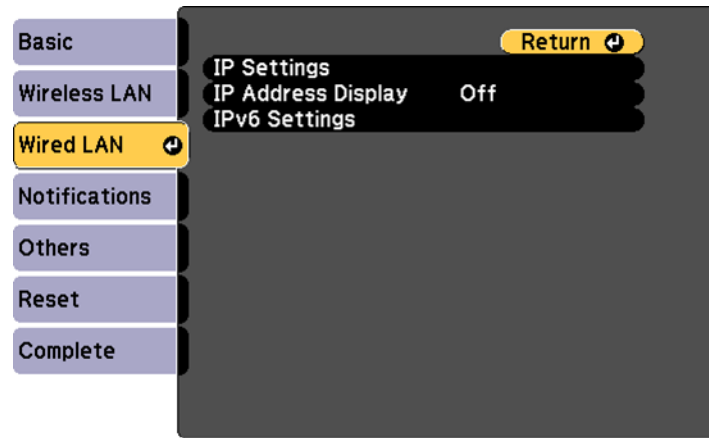 Basic
Wireless LAN
Wired LAN
Notifications
Others
Reset
Complete
Return
IP Settings
IP Address Display Off
IPv6 Settings